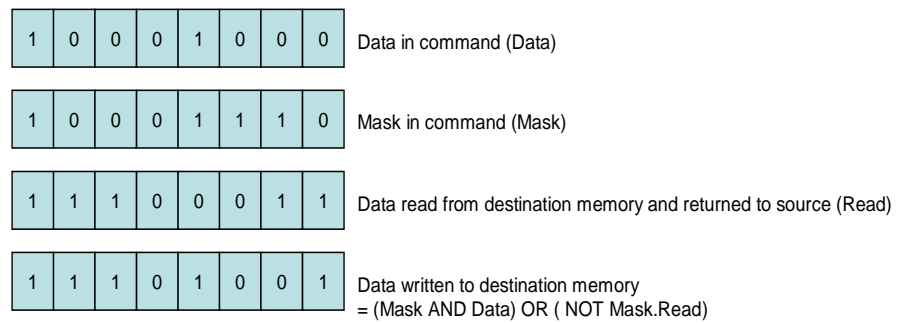 1 0 0 0 1 0 0 0 Data in command (Data)
1 0 0 0 1 1 1 0 Mask in command (Mask)
1 1 1 0 0 0 1 1 Data read from destination memory and returned to source (Read)
1 1 1 0 1 0 0 1 Data written to destination memory
= (Mask AND Data) OR ( NOT Mask.Read)